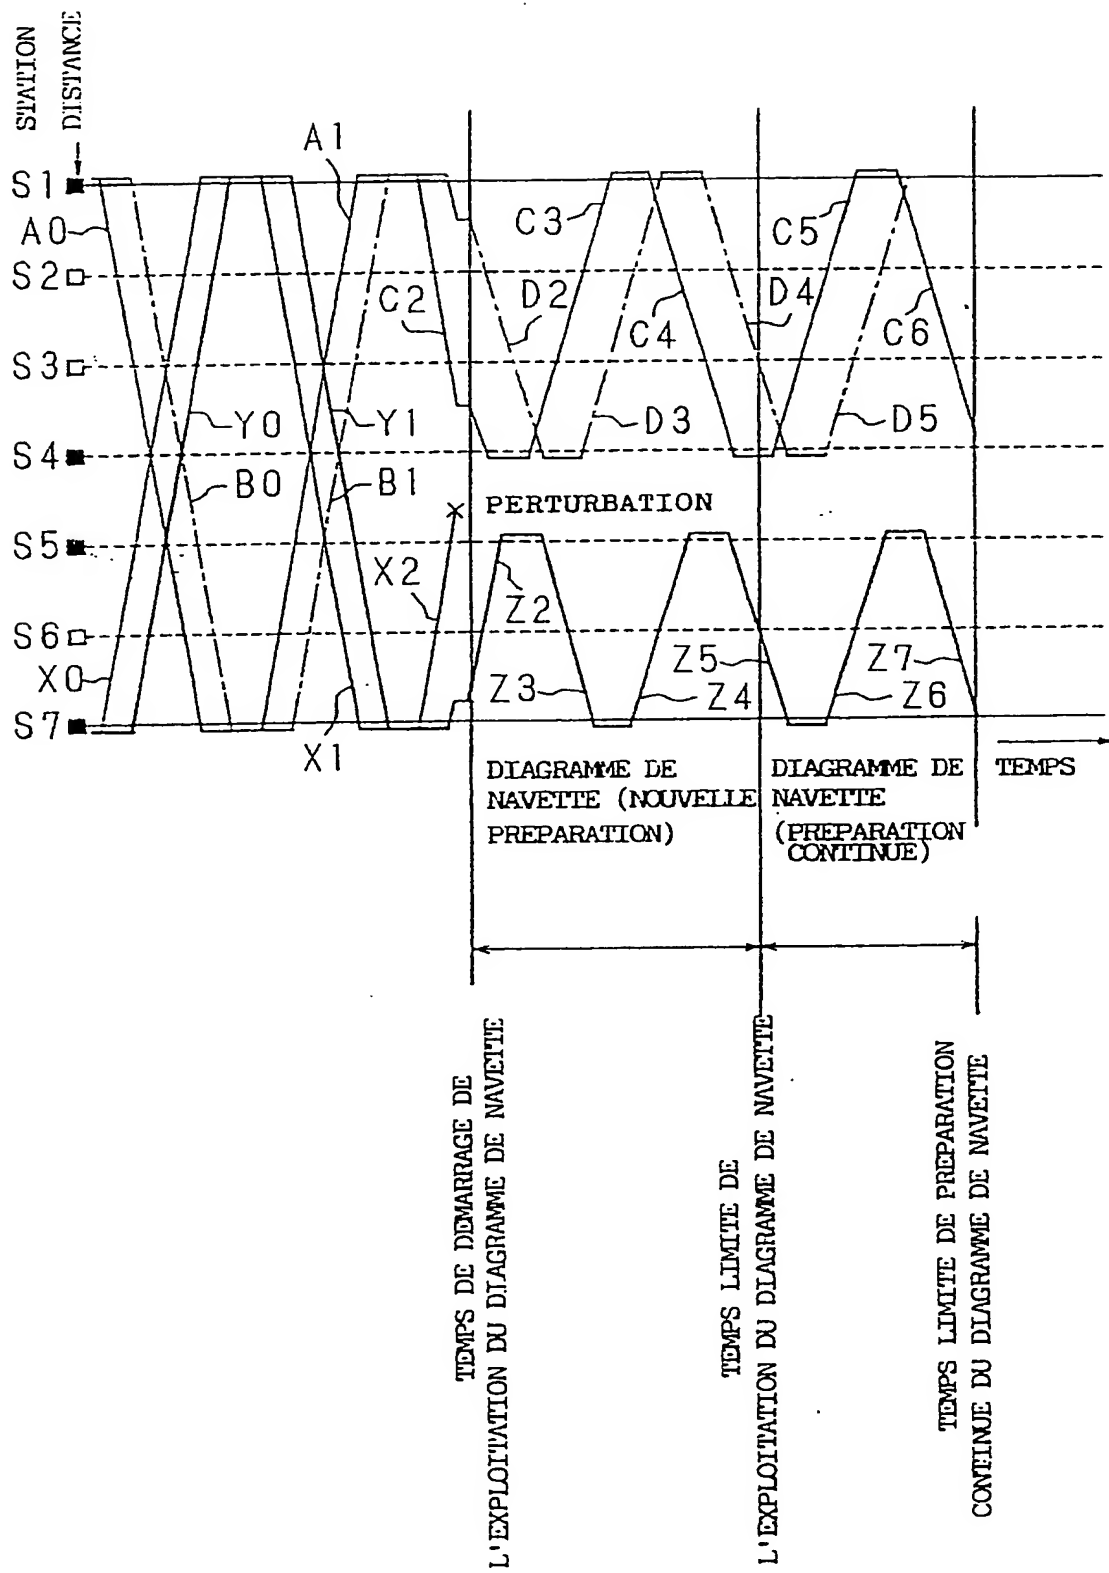 STATION
DISTANCE
S1
A0
S2
S3
S4
S5
S6
X0
S7
A1
C2
D2
C3
C4
D3
D4
C5
C6
D5
Y0
Y1
B0
B1
X2
X1
PERTURBATION
Z2
Z3
Z4
Z5
Z6
Z7
DIAGRAMME DE
NAVETTE (NOUVELLE
PREPARATION)
DIAGRAMME DE
NAVETTE
(PREPARATION
CONTINUE)
TEMPS
TEMPS DE DEMARRAGE DE
L'EXPLOITATION DU DIAGRAMME DE NAVETTE
TEMPS LIMITE DE
L'EXPLOITATION DU DIAGRAMME DE NAVETTE
TEMPS LIMITE DE PREPARATION
CONTINUE DU DIAGRAMME DE NAVETTE